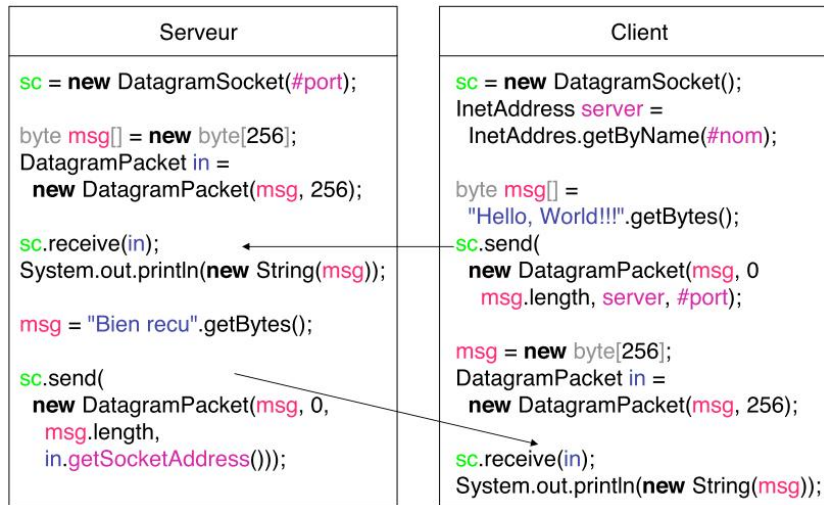 Serveur
sc = new DatagramSocket(#port);
byte msg[] = new byte[256];
DatagramPacket in =
new DatagramPacket(msg, 256);
sc.receive(in);
System.out.println(new String(msg));
msg = "Bien recu".getBytes();
sc.send(
new DatagramPacket(msg, 0,
msg.length,
in.getSocketAddress()));
Client
sc = new DatagramSocket();
InetAddress server =
InetAddres.getByName(#nom);
byte msg[] =
"Hello, World!!!".getBytes();
sc.send(
new DatagramPacket(msg, 0
msg.length, server, #port);
msg = new byte[256];
DatagramPacket in =
new DatagramPacket(msg, 256);
sc.receive(in);
System.out.println(new String(msg));